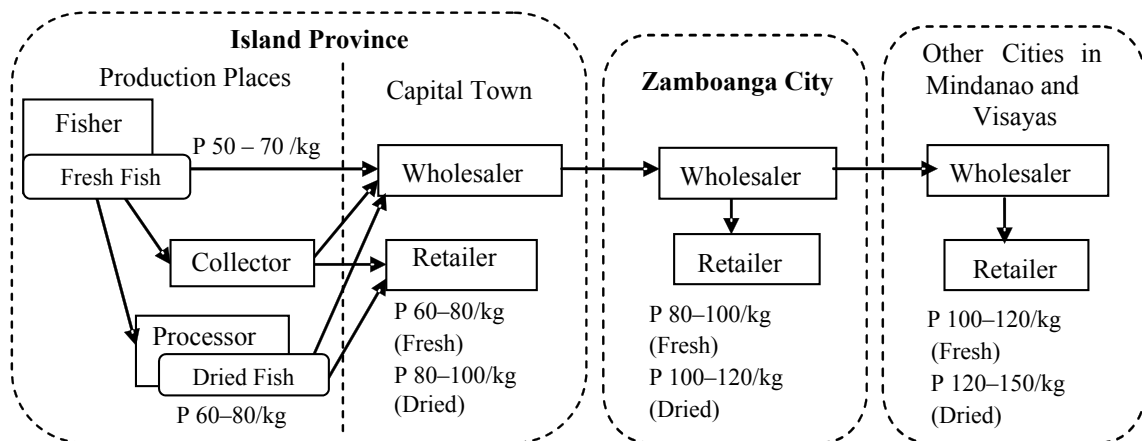 Island Province
Production Places
Capital Town
Fisher
Fresh Fish
P 50 – 70 /kg
Wholesaler
Collector
Retailer
P 60–80/kg
(Fresh)
P 80–100/kg
(Dried)
Processor
Dried Fish
P 60–80/kg
Zamboanga City
Wholesaler
Retailer
P 80–100/kg
(Fresh)
P 100–120/kg
(Dried)
Other Cities in
Mindanao and
Visayas
Wholesaler
Retailer
P 100–120/kg
(Fresh)
P 120–150/kg
(Dried)